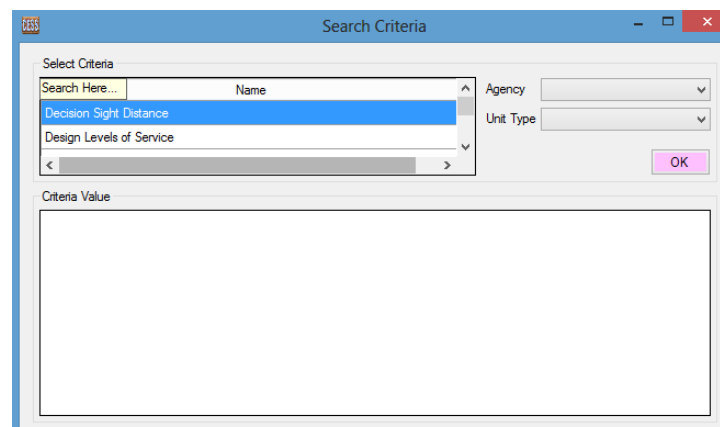 CESS
Search Criteria
Select Criteria
Search Here...
Name
Decision Sight Distance
Design Levels of Service
Agency
Unit Type
OK
Criteria Value